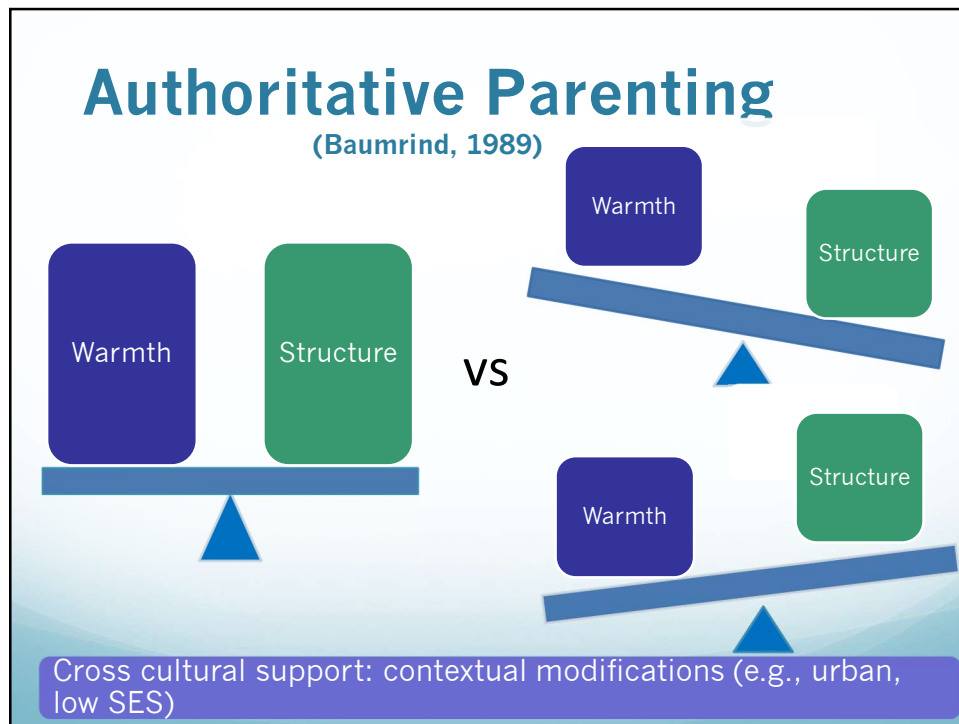 Authoritative Parenting
(Baumrind, 1989)
Warmth
Structure
vs
Warmth
Structure
Warmth
Structure
Cross cultural support: contextual modifications (e.g., urban,
low SES)